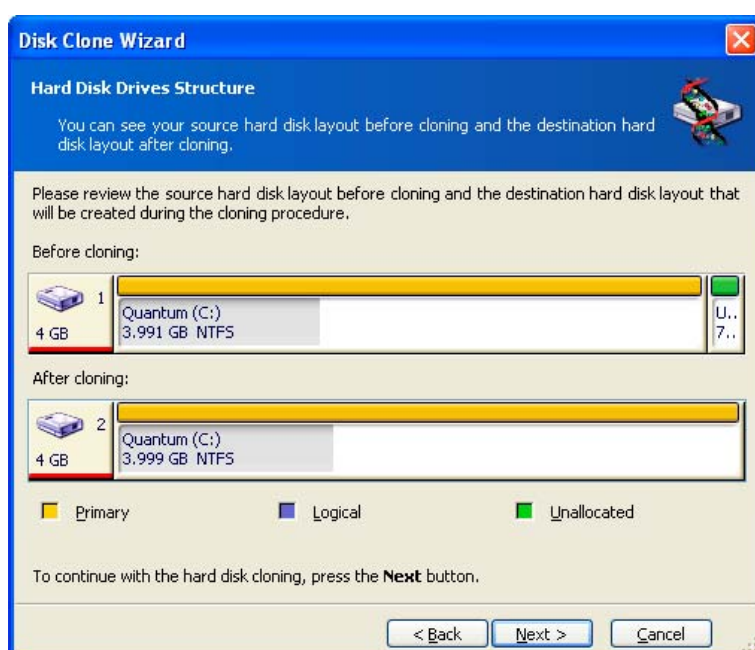 Disk Clone Wizard
Hard Disk Drives Structure
You can see your source hard disk layout before cloning and the destination hard
disk layout after cloning.
Please review the source hard disk layout before cloning and the destination hard disk layout that
will be created during the cloning procedure.
Before cloning:
1
4 GB
Quantum (C:)
3.991 GB NTFS
U..
7..
After cloning:
2
4 GB
Quantum (C:)
3.999 GB NTFS
Primary
Logical
Unallocated
To continue with the hard disk cloning, press the Next button.
< Back
Next >
Cancel